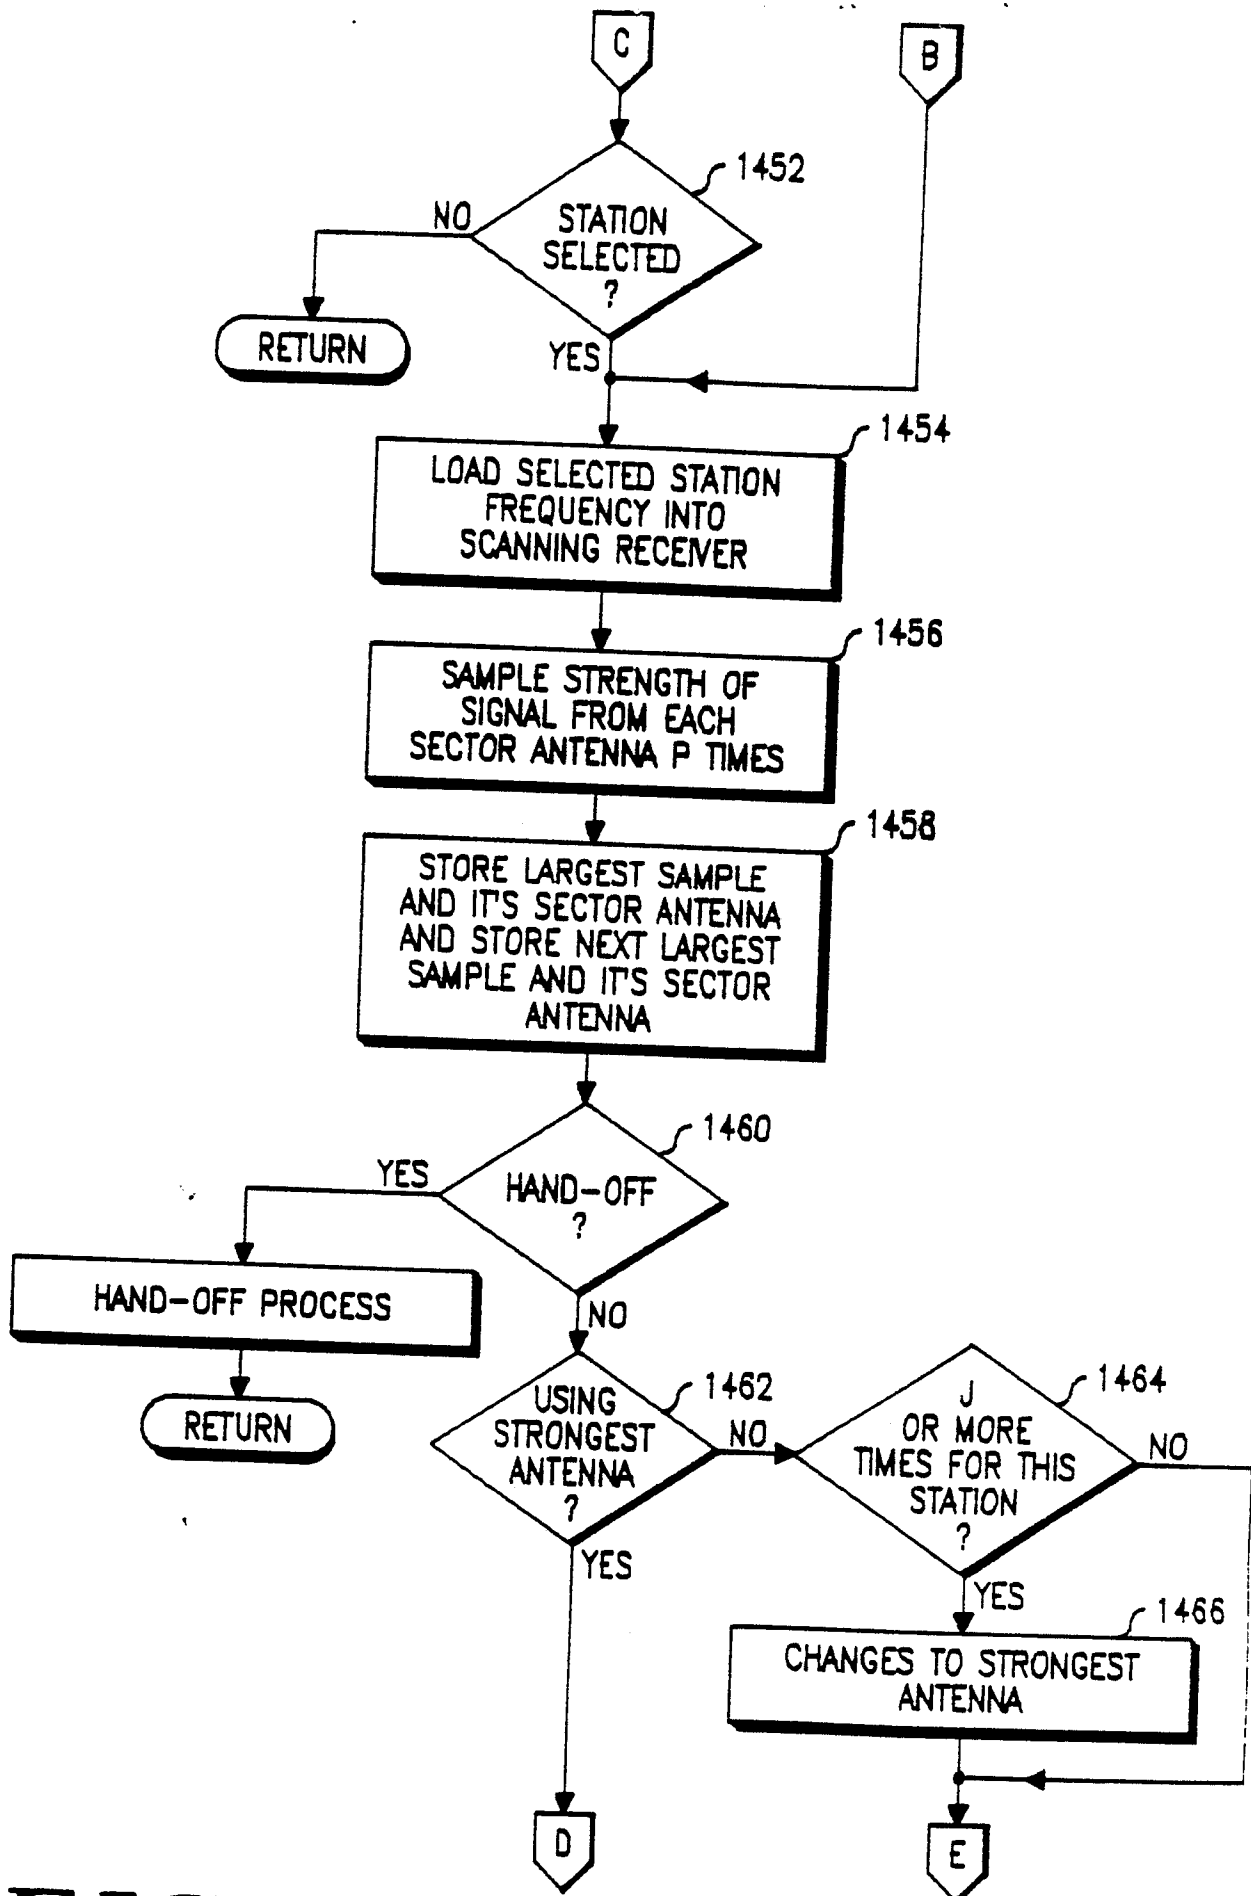 C
B
1452
NO
STATION
SELECTED
?
RETURN
YES
1454
LOAD SELECTED STATION
FREQUENCY INTO
SCANNING RECEIVER
1456
SAMPLE STRENGTH OF
SIGNAL FROM EACH
SECTOR ANTENNA P TIMES
1458
STORE LARGEST SAMPLE
AND IT'S SECTOR ANTENNA
AND STORE NEXT LARGEST
SAMPLE AND IT'S SECTOR
ANTENNA
1460
YES
HAND-OFF
?
HAND-OFF PROCESS
RETURN
NO
1462
USING
STRONGEST
ANTENNA
?
NO
YES
1464
J
OR MORE
TIMES FOR THIS
STATION
?
NO
YES
1466
CHANGES TO STRONGEST
ANTENNA
D
E